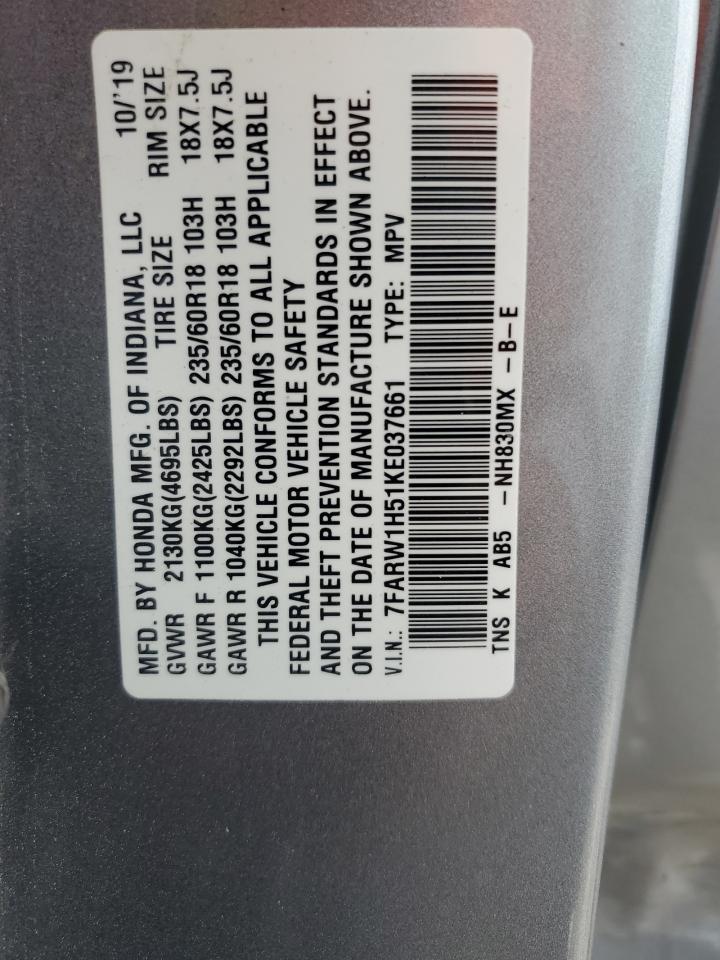 MFD. BY HONDA MFG. OF INDIANA, LLC 10/'19
GVWR 2130KG(4695LBS) TIRE SIZE RIM SIZE
GAWR F 1100KG(2425LBS) 235/60R18 103H 18X7.5J
GAWR R 1040KG(2292LBS) 235/60R18 103H 18X7.5J
THIS VEHICLE CONFORMS TO ALL APPLICABLE
FEDERAL MOTOR VEHICLE SAFETY
AND THEFT PREVENTION STANDARDS IN EFFECT
ON THE DATE OF MANUFACTURE SHOWN ABOVE.
V.I.N.: 7FARW1H51KE037661 TYPE: MPV
TNS K AB5 -NH830MX -B-E